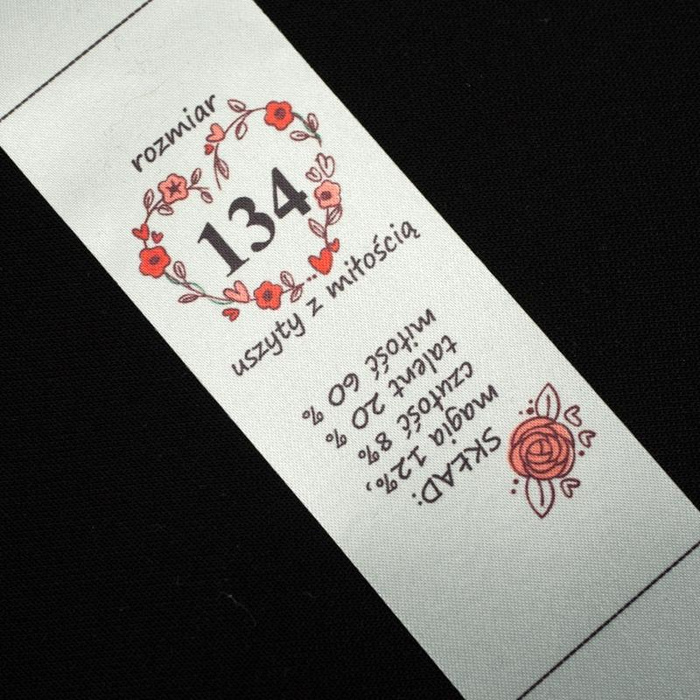 rozmiar
134
uszyty z miłością
SKŁAD:
magia 12%,
czułość 8%
talent 20 %
miłość 60 %